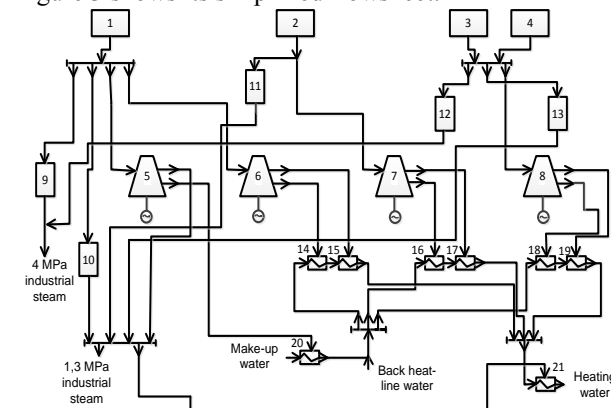 1
2
3
4
11
12
13
5
6
7
8
9
14
15
16
17
18
19
10
4 MPa
industrial
steam
20
Make-up
water
Back heat-
line water
21
Heating
water
1,3 MPa
industrial
steam